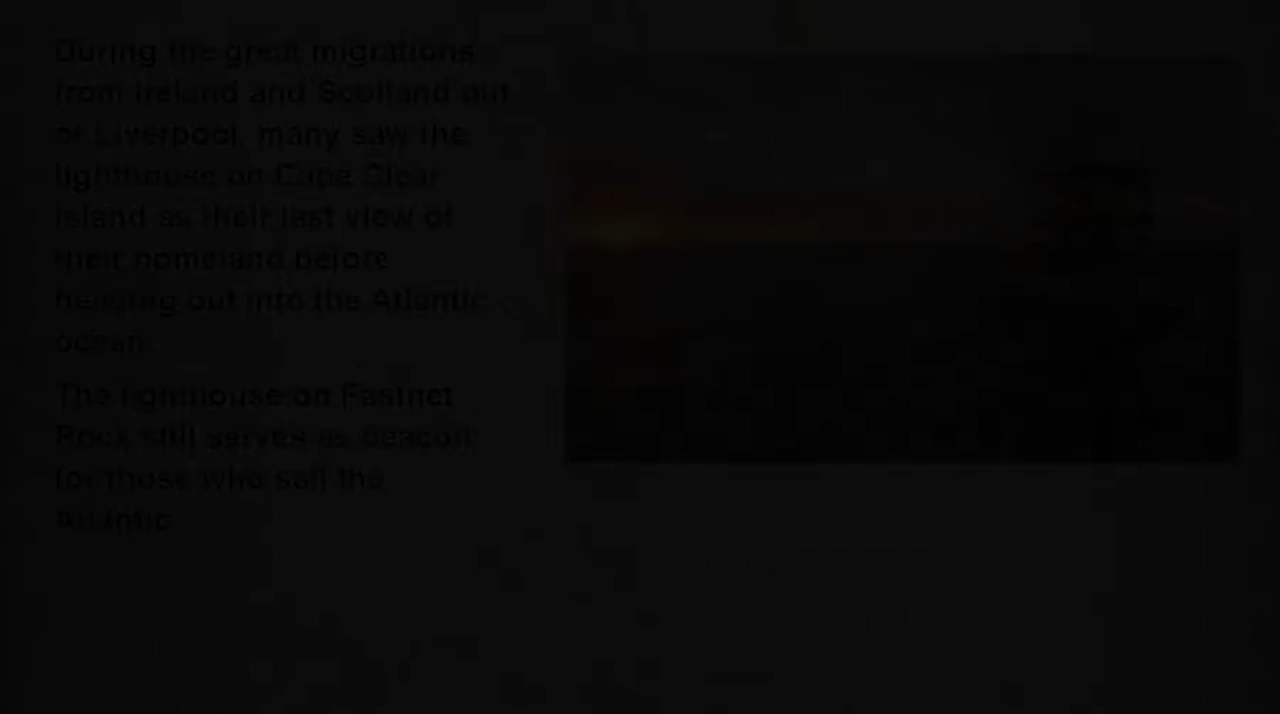 During the great migrations
from Ireland and Scotland out
of Liverpool, many saw the
lighthouse on Cape Clear
island as their last view of
their homeland before
heading out into the Atlantic
ocean.
The lighthouse on Fastnet
Rock still serves as beacon
for those who sail the
Atlantic.